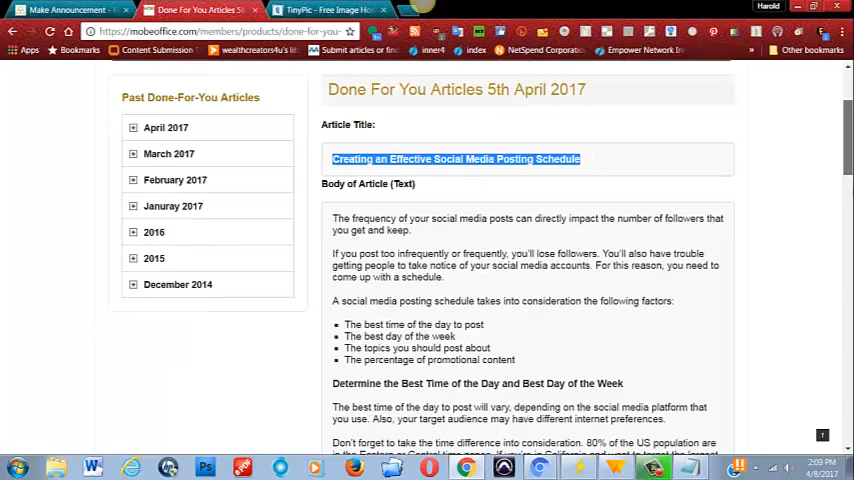 Harold
Make Announcement -
Done For You Articles 5t
TinyPic - Free Image Ho
https://mobeoffice.com/members/products/done-for-you-
Apps
Bookmarks
Content Submission
wealthcreators4u's lib
Submit articles for
inner4
index
NetSpend Corporatio
Empower Network In
Other bookmarks
Past Done-For-You Articles
April 2017
March 2017
February 2017
Januray 2017
2016
2015
December 2014
Done For You Articles 5th April 2017
Article Title:
Creating an Effective Social Media Posting Schedule
Body of Article (Text)
The frequency of your social media posts can directly impact the number of followers that
you get and keep.
If you post too infrequently or frequently, you'll lose followers. You'll also have trouble
getting people to take notice of your social media accounts. For this reason, you need to
come up with a schedule.
A social media posting schedule takes into consideration the following factors:
The best time of the day to post
The best day of the week
The topics you should post about
The percentage of promotional content
Determine the Best Time of the Day and Best Day of the Week
The best time of the day to post will vary, depending on the social media platform that
you use. Also, your target audience may have different internet preferences.
Don't forget to take the time difference into consideration. 80% of the US population are
2:09 PM
4/8/2017